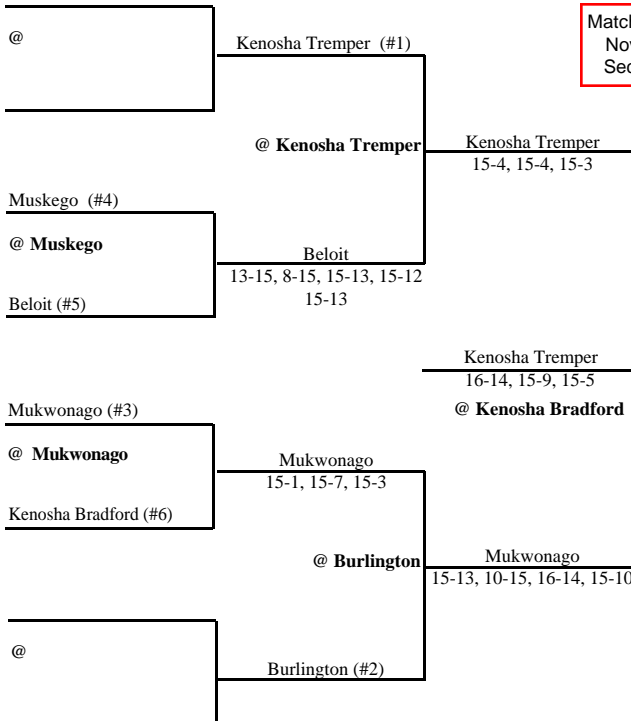 @
Kenosha Tremper (#1)
Match
Nov
Sec
@ Kenosha Tremper
Kenosha Tremper
15-4, 15-4, 15-3
Muskego (#4)
@ Muskego
Beloit
13-15, 8-15, 15-13, 15-12
15-13
Beloit (#5)
Kenosha Tremper
16-14, 15-9, 15-5
@ Kenosha Bradford
Mukwonago (#3)
@ Mukwonago
Mukwonago
15-1, 15-7, 15-3
Kenosha Bradford (#6)
@ Burlington
Mukwonago
15-13, 10-15, 16-14, 15-10
@
Burlington (#2)